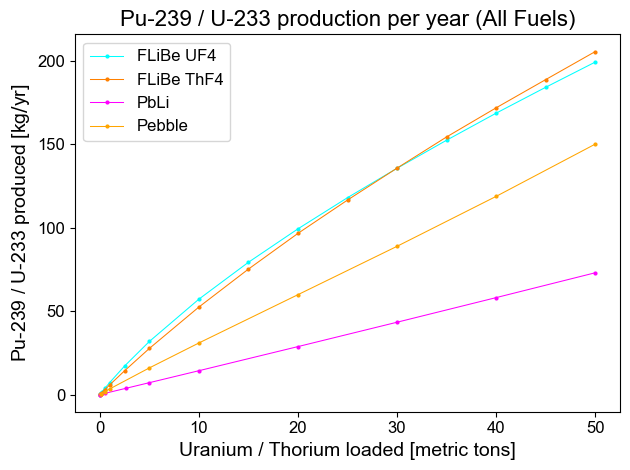 Pu-239 / U-233 production per year (All Fuels)
FLiBe UF4
FLiBe ThF4
PbLi
Pebble
Pu-239 / U-233 produced [kg/yr]
200
150
100
50
0
0 10 20 30 40 50
Uranium / Thorium loaded [metric tons]